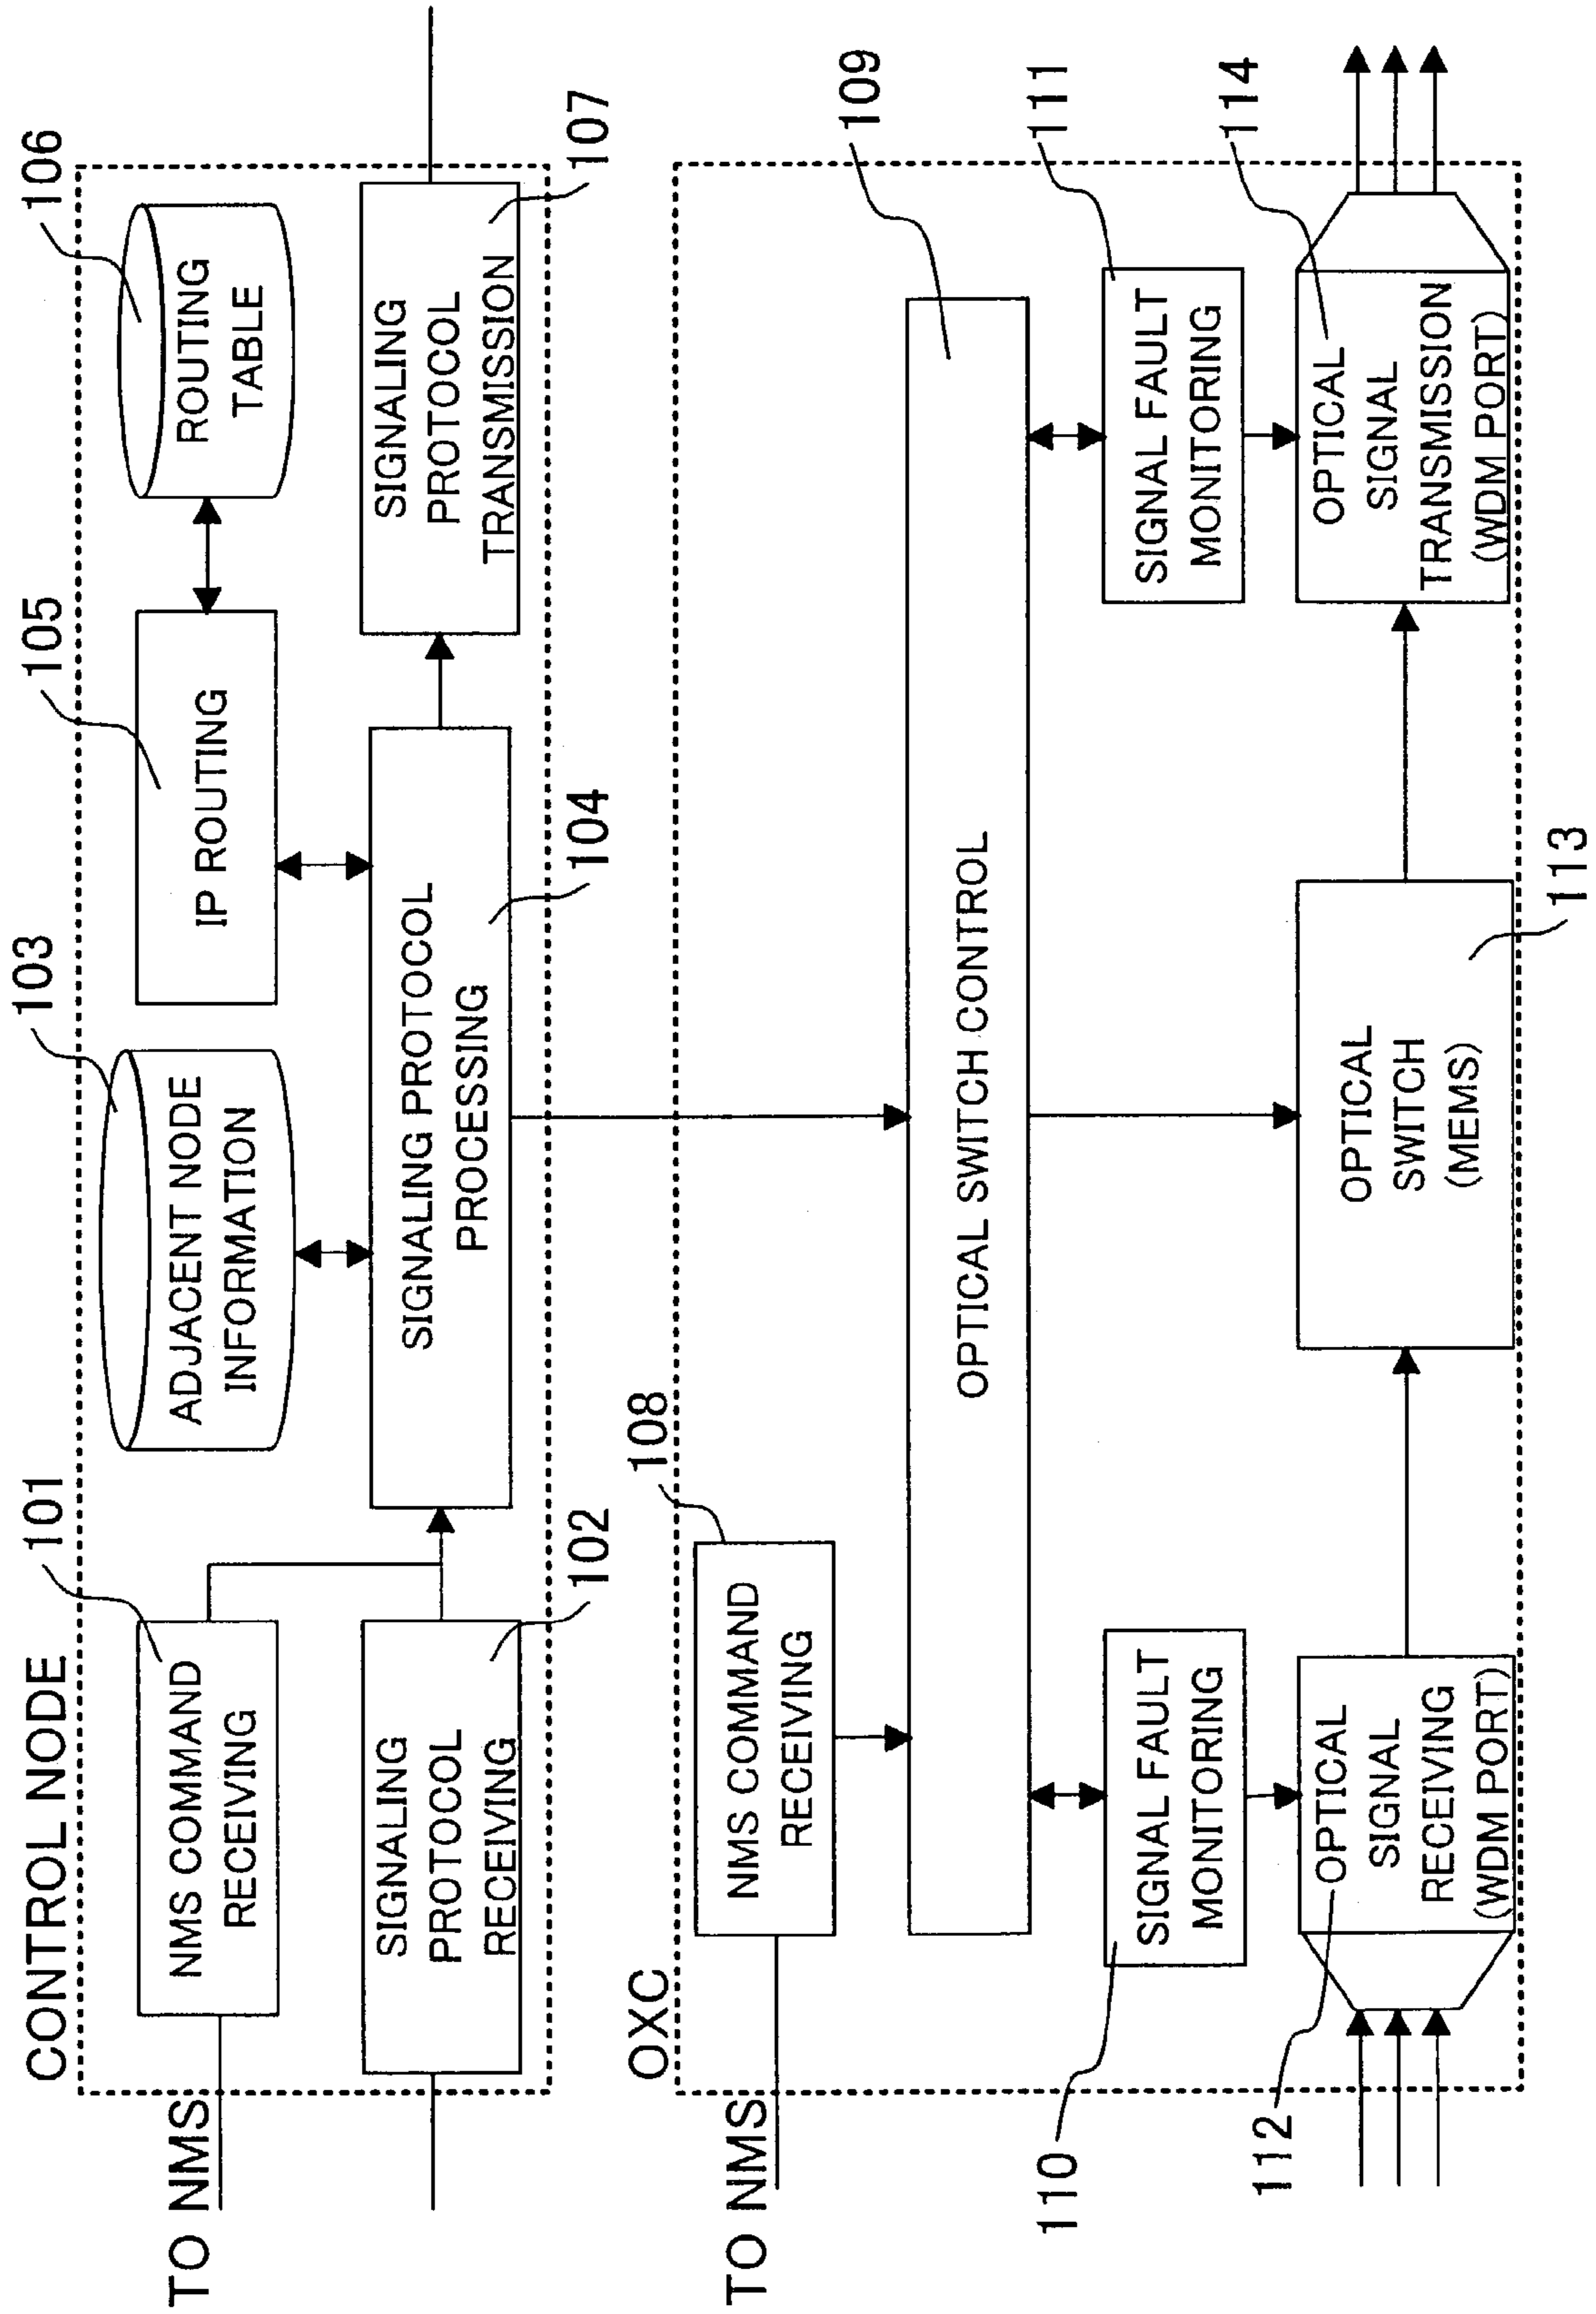 CONTROL NODE
TO NMS
101
NMS COMMAND
RECEIVING
102
SIGNALING
PROTOCOL
RECEIVING
103
ADJACENT NODE
INFORMATION
104
SIGNALING PROTOCOL
PROCESSING
105
IP ROUTING
106
ROUTING
TABLE
107
SIGNALING
PROTOCOL
TRANSMISSION
OXC
TO NMS
108
NMS COMMAND
RECEIVING
109
OPTICAL SWITCH CONTROL
110
SIGNAL FAULT
MONITORING
111
SIGNAL FAULT
MONITORING
112
OPTICAL
SIGNAL
RECEIVING
(WDM PORT)
113
OPTICAL
SWITCH
(MEMS)
114
OPTICAL
SIGNAL
TRANSMISSION
(WDM PORT)